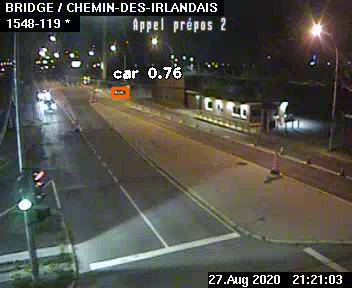 BRIDGE / CHEMIN-DES-IRLANDAIS
1548-119 *
Appel prépos 2
car 0.76
27.Aug 2020 21:21:03